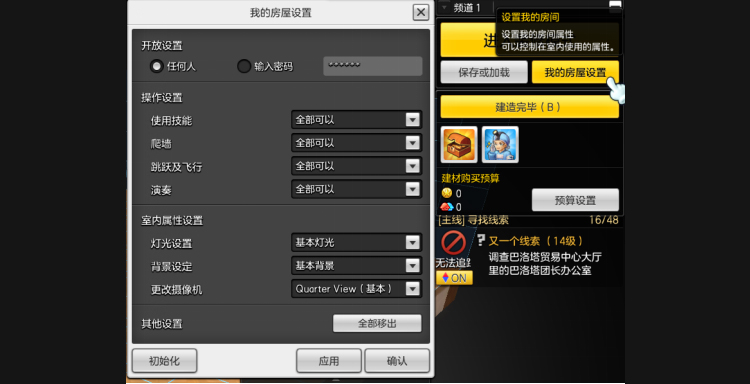 我的房屋设置
开放设置
任何人
输入密码
******
操作设置
使用技能
全部可以
爬墙
全部可以
跳跃及飞行
全部可以
演奏
全部可以
室内属性设置
灯光设置
基本灯光
背景设定
基本背景
更改摄像机
Quarter View（基本）
其他设置
全部移出
初始化
应用
确认
频道 1
设置我的房间
设置我的房间属性
可以控制在室内使用的属性。
进
保存或加载
我的房屋设置
建造完毕（B）
建材购买预算
0
0
预算设置
[主线] 寻找线索
16/48
又一个线索（14级）
无法追踪
调查巴洛塔贸易中心大厅
里的巴洛塔团长办公室
ON